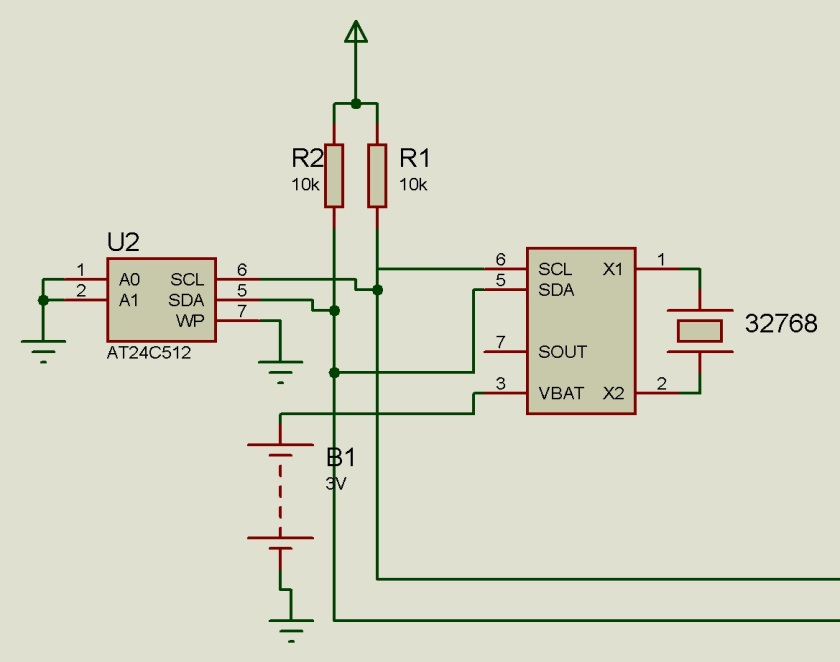 R2
10k
R1
10k
U2
1
2
A0
A1
SCL
SDA
WP
6
5
7
AT24C512
6
5
7
3
SCL
SDA
SOUT
VBAT
X1
X2
1
2
32768
B1
3V